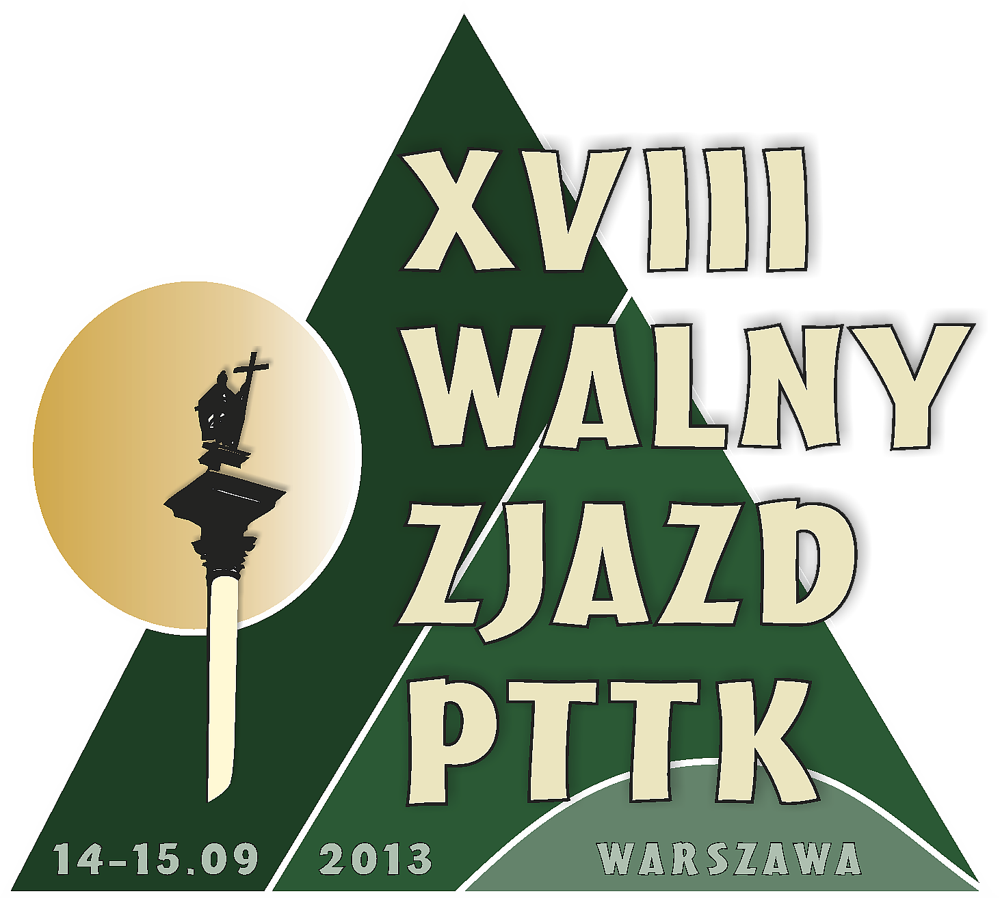 XVIII
WALNY
ZJAZD
PTTK
14-15.09 2013 WARSZAWA